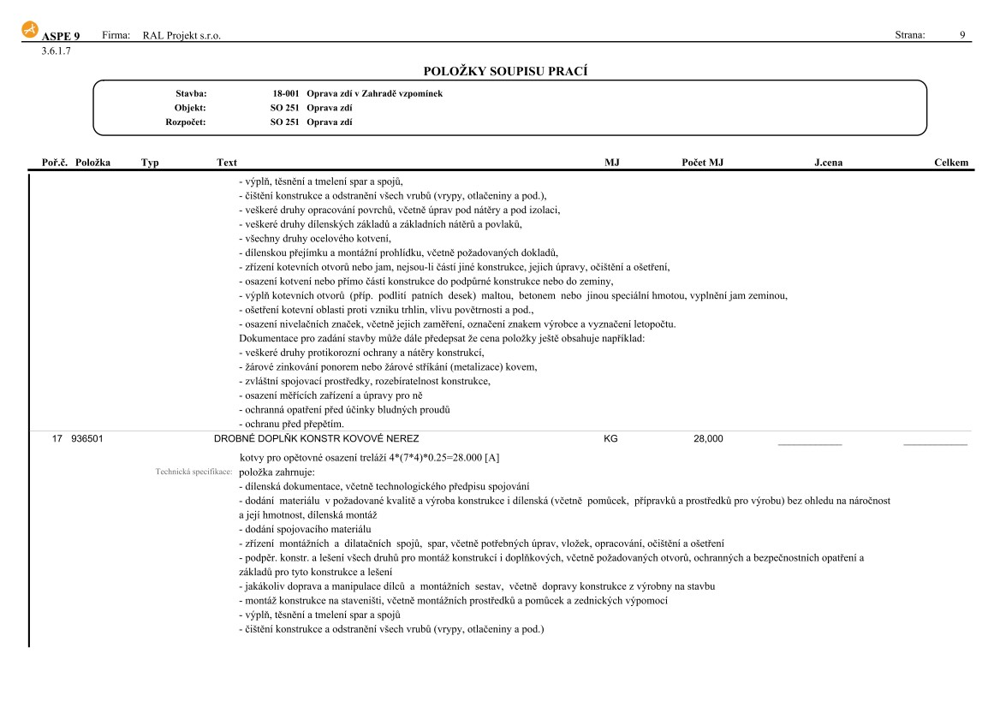 ASPE 9 Firma: RAL Projekt s.r.o. Strana: 9
3.6.1.7
POLOŽKY SOUPISU PRACÍ
Stavba: 18-001 Oprava zdí v Zahradě vzpomínek
Objekt: SO 251 Oprava zdí
Rozpočet: SO 251 Oprava zdí
Poř.č. Položka Typ Text MJ Počet MJ J.cena Celkem
- výplň, těsnění a tmelení spar a spojů,
- čištění konstrukce a odstranění všech vrubů (vrypy, otlačeniny a pod.),
- veškeré druhy opracování povrchů, včetně úprav pod nátěry a pod izolaci,
- veškeré druhy dílenských základů a základních nátěrů a povlaků,
- všechny druhy ocelového kotvení,
- dílenskou přejímku a montážní prohlídku, včetně požadovaných dokladů,
- zřízení kotevních otvorů nebo jam, nejsou-li částí jiné konstrukce, jejich úpravy, očištění a ošetření,
- osazení kotvení nebo přímo částí konstrukce do podpůrné konstrukce nebo do zeminy,
- výplň kotevních otvorů (příp. podlití patních desek) maltou, betonem nebo jinou speciální hmotou, vyplnění jam zeminou,
- ošetření kotevní oblasti proti vzniku trhlin, vlivu povětrnosti a pod.,
- osazení nivelačních značek, včetně jejich zaměření, označení znakem výrobce a vyznačení letopočtu.
Dokumentace pro zadání stavby může dále předepsat že cena položky ještě obsahuje například:
- veškeré druhy protikorozní ochrany a nátěry konstrukcí,
- žárové zinkování ponorem nebo žárové stříkání (metalizace) kovem,
- zvláštní spojovací prostředky, rozebíratelnost konstrukce,
- osazení měřících zařízení a úpravy pro ně
- ochranná opatření před účinky bludných proudů
- ochranu před přepětím.
17 936501 DROBNÉ DOPLŇK KONSTR KOVOVÉ NEREZ KG 28,000
kotvy pro opětovné osazení treláží 4*(7*4)*0.25=28.000 [A]
Technická specifikace: položka zahrnuje:
- dílenská dokumentace, včetně technologického předpisu spojování
- dodání materiálu v požadované kvalitě a výroba konstrukce i dílenská (včetně pomůcek, přípravků a prostředků pro výrobu) bez ohledu na náročnost
a její hmotnost, dílenská montáž
- dodání spojovacího materiálu
- zřízení montážních a dilatačních spojů, spar, včetně potřebných úprav, vložek, opracování, očištění a ošetření
- podpěr. konstr. a lešení všech druhů pro montáž konstrukcí i doplňkových, včetně požadovaných otvorů, ochranných a bezpečnostních opatření a
základů pro tyto konstrukce a lešení
- jakákoliv doprava a manipulace dílců a montážních sestav, včetně dopravy konstrukce z výrobny na stavbu
- montáž konstrukce na staveništi, včetně montážních prostředků a pomůcek a zednických výpomocí
- výplň, těsnění a tmelení spar a spojů
- čištění konstrukce a odstranění všech vrubů (vrypy, otlačeniny a pod.)